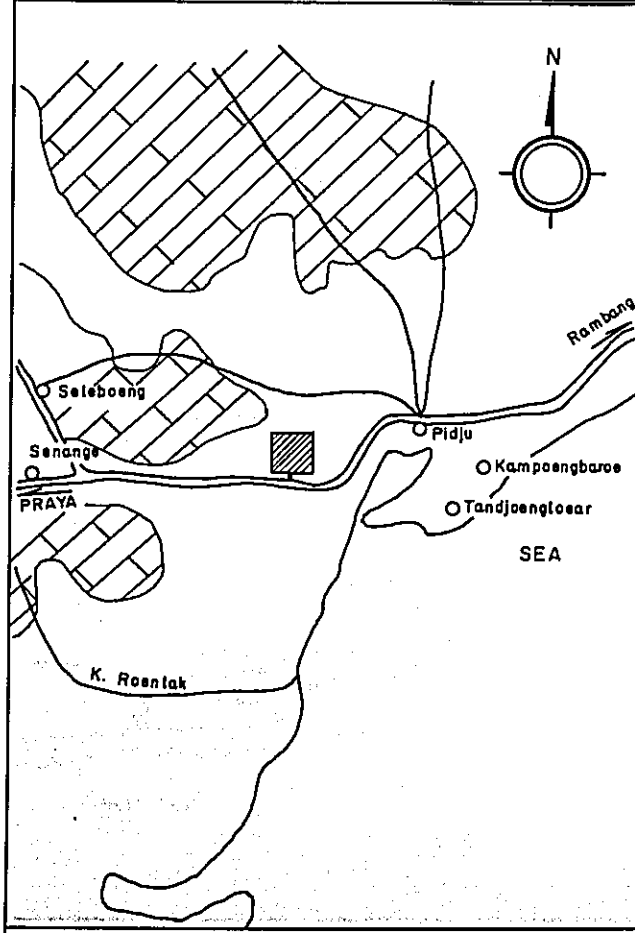 N
Rambang
Seleboeng
Pidju
Senange
Kampoengbaroe
PRAYA
Tandjoengloear
SEA
K. Roentak